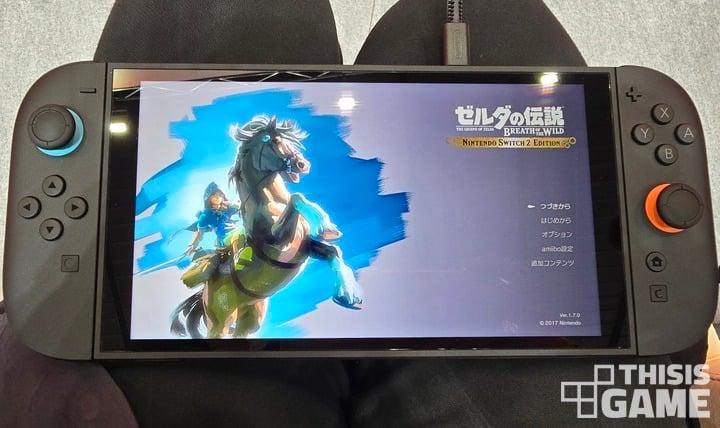 ゼルダの伝説
THE LEGEND OF ZELDA
BREATH OF THE WILD
NINTENDO SWITCH 2 EDITION
つづきから
はじめから
オプション
amiibo設定
追加コンテンツ
Ver. 1.7.0
© 2017 Nintendo
X
Y
A
B
C
THISIS
GAME